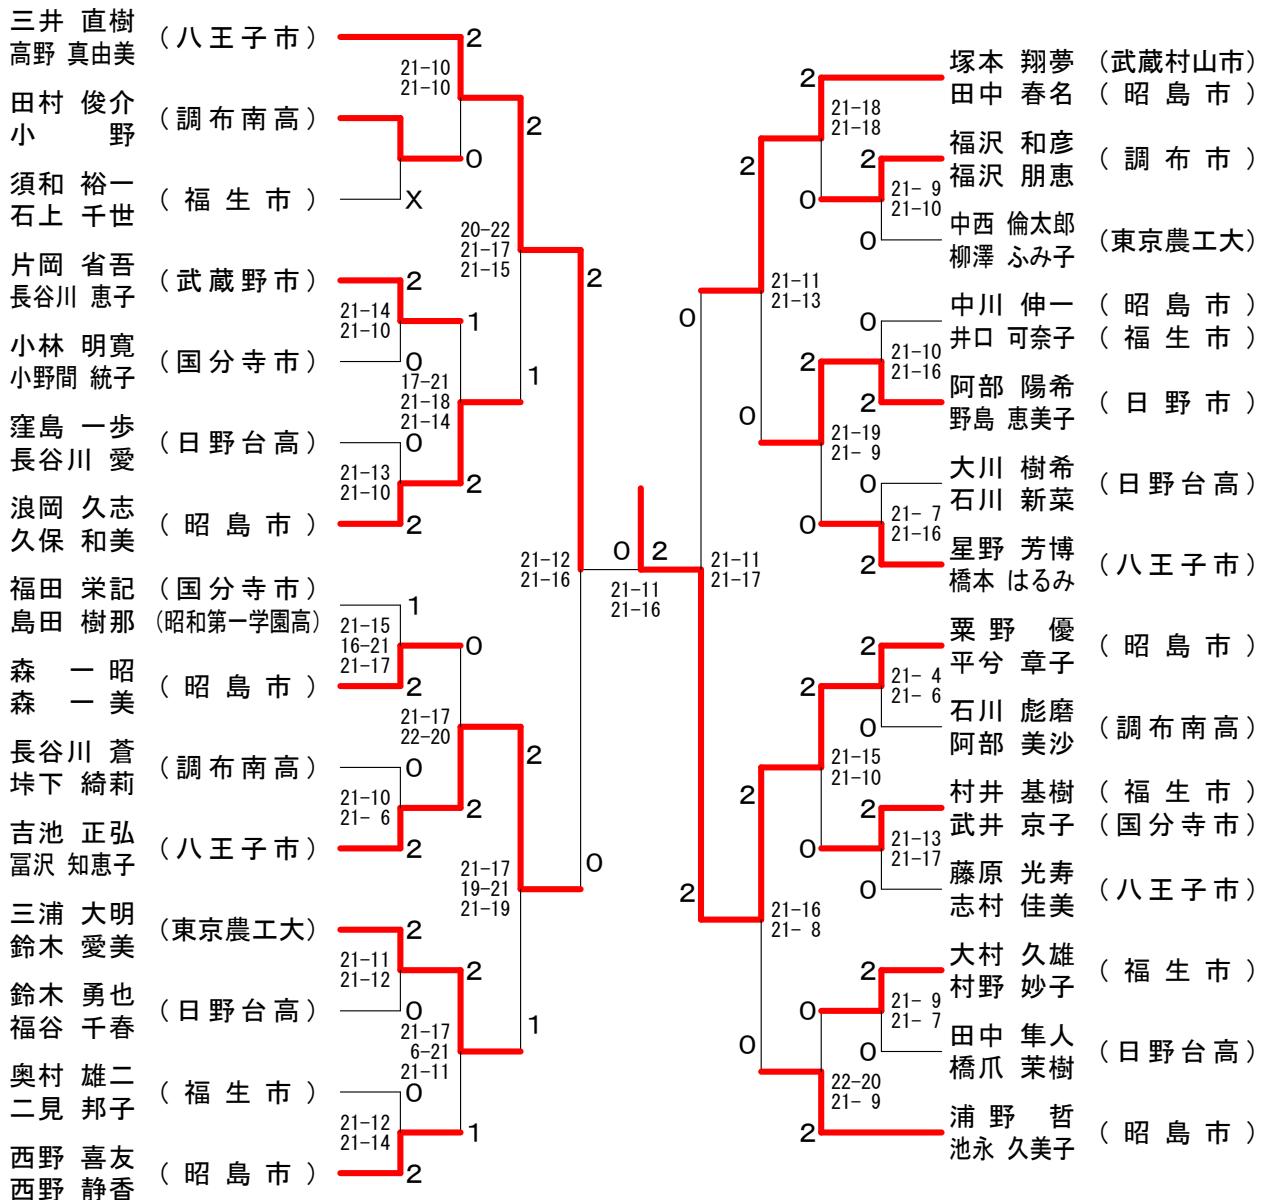 三井 直樹
高野 真由美
(八王子市)
2
21-10
21-10
田村 俊介
小 野
(調布南高)
0
須和 裕一
石上 千世
(福生市)
X
2
20-22
21-17
21-15
片岡 省吾
長谷川 恵子
(武蔵野市)
2
21-14
21-10
1
小林 明寛
小野間 統子
(国分寺市)
0
17-21
21-18
21-14
1
窪島 一歩
長谷川 愛
(日野台高)
0
21-13
21-10
2
浪岡 久志
久保 和美
(昭島市)
2
2
21-12
21-16
福田 栄記
島田 樹那
(国分寺市)
(昭和第一学園高)
1
21-15
16-21
21-17
0
森 一昭
森 一美
(昭島市)
2
21-17
22-20
2
長谷川 蒼
垰下 綺莉
(調布南高)
0
21-10
21- 6
2
吉池 正弘
冨沢 知恵子
(八王子市)
2
21-17
19-21
21-19
0
三浦 大明
鈴木 愛美
(東京農工大)
2
21-11
21-12
2
鈴木 勇也
福谷 千春
(日野台高)
0
21-17
6-21
21-11
1
奥村 雄二
二見 邦子
(福生市)
0
21-12
21-14
1
西野 喜友
西野 静香
(昭島市)
2
0
2
21-11
21-16
塚本 翔夢
田中 春名
(武蔵村山市)
(昭島市)
2
21-18
21-18
2
福沢 和彦
福沢 朋恵
(調布市)
2
21- 9
21-10
0
中西 倫太郎
柳澤 ふみ子
(東京農工大)
0
21-11
21-13
0
中川 伸一
井口 可奈子
(昭島市)
(福生市)
0
21-10
21-16
2
阿部 陽希
野島 恵美子
(日野市)
2
21-19
21- 9
0
大川 樹希
石川 新菜
(日野台高)
0
21- 7
21-16
0
星野 芳博
橋本 はるみ
(八王子市)
2
21-11
21-17
粟野 優
平兮 章子
(昭島市)
2
21- 4
21- 6
2
石川 彪磨
阿部 美沙
(調布南高)
0
21-15
21-10
2
村井 基樹
武井 京子
(福生市)
(国分寺市)
2
21-13
21-17
0
藤原 光寿
志村 佳美
(八王子市)
0
2
21-16
21- 8
大村 久雄
村野 妙子
(福生市)
2
21- 9
21- 7
0
田中 隼人
橋爪 茉樹
(日野台高)
0
0
22-20
21- 9
浦野 哲
池永 久美子
(昭島市)
2